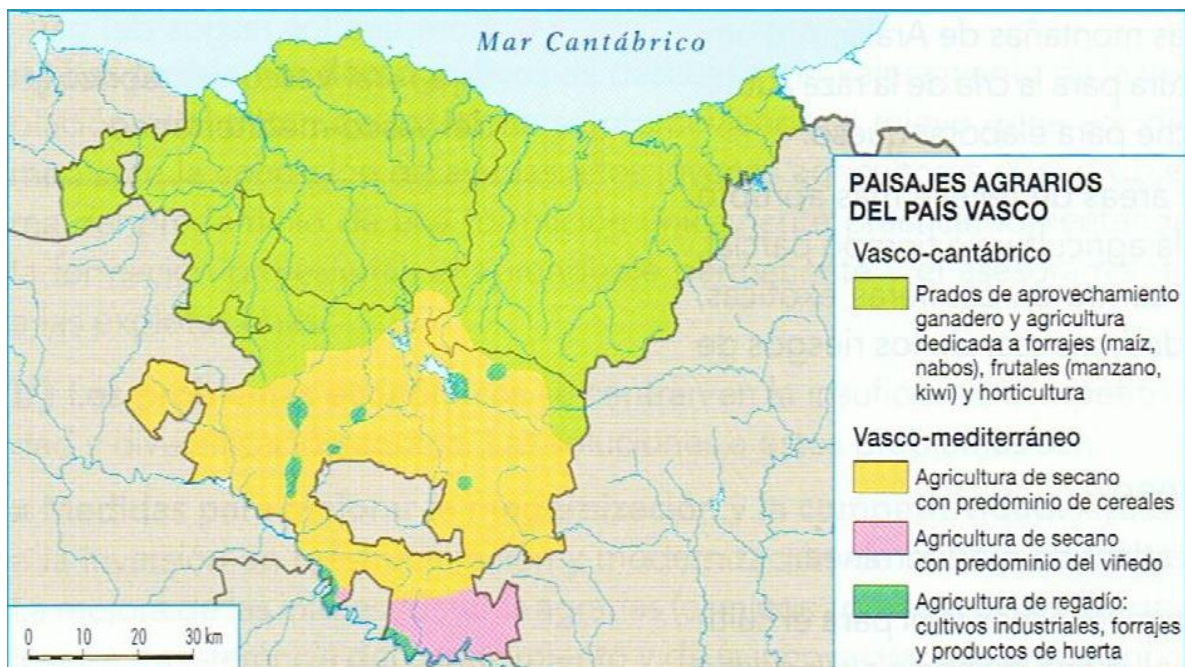 Mar Cantábrico
PAISAJES AGRARIOS
DEL PAÍS VASCO
Vasco-cantábrico
Prados de aprovechamiento
ganadero y agricultura
dedicada a forrajes (maíz,
nabos), frutales (manzano,
kiwi) y horticultura
Vasco-mediterráneo
Agricultura de secano
con predominio de cereales
Agricultura de secano
con predominio del viñedo
Agricultura de regadío:
cultivos industriales, forrajes
y productos de huerta
0 10 20 30 km